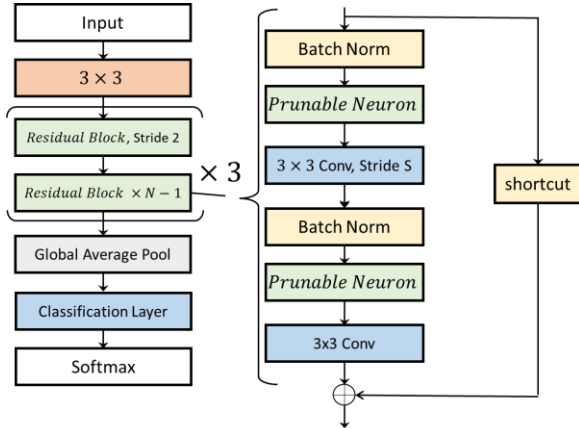 Input
3 × 3
Residual Block, Stride 2
Residual Block × N − 1
× 3
Global Average Pool
Classification Layer
Softmax
Batch Norm
Prunable Neuron
3 × 3 Conv, Stride S
Batch Norm
Prunable Neuron
3x3 Conv
shortcut